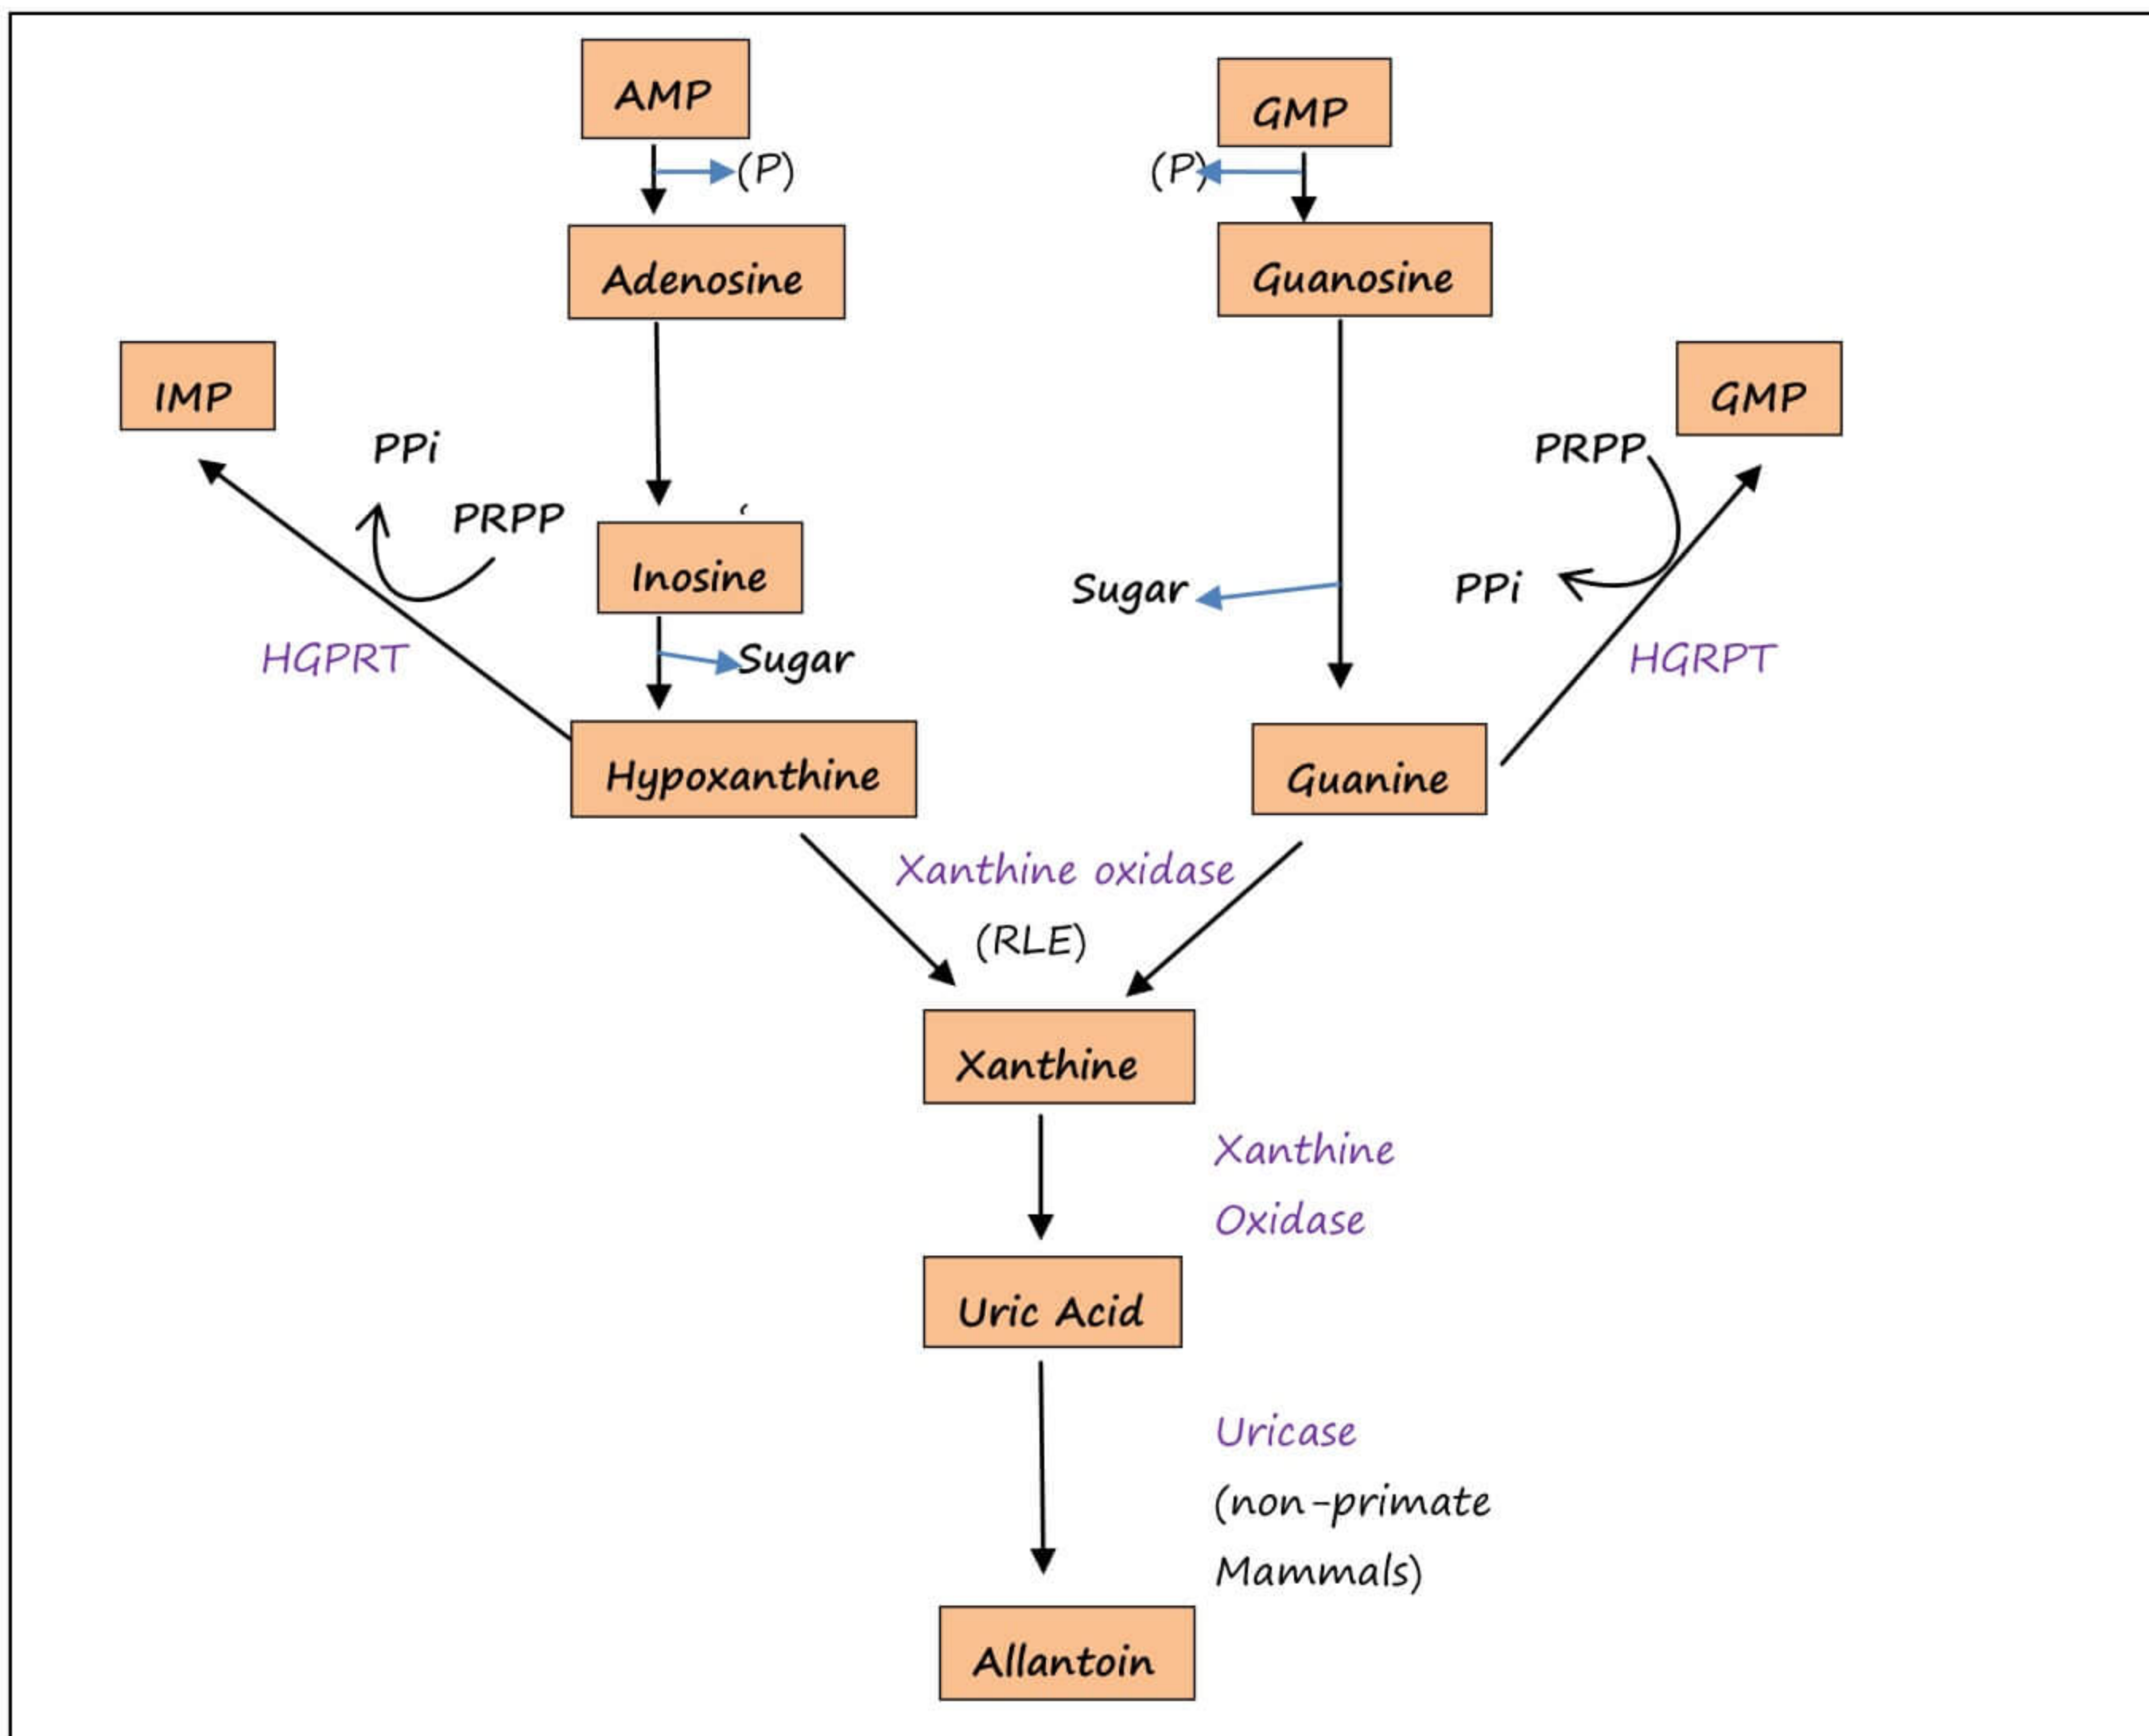 AMP
GMP
(P)
(P)
Adenosine
Guanosine
IMP
GMP
PPi
PRPP
PRPP
Inosine
Sugar
PPi
HGPRT
Sugar
HGRPT
Hypoxanthine
Guanine
Xanthine oxidase
(RLE)
Xanthine
Xanthine
Oxidase
Uric Acid
Uricase
(non-primate
Mammals)
Allantoin